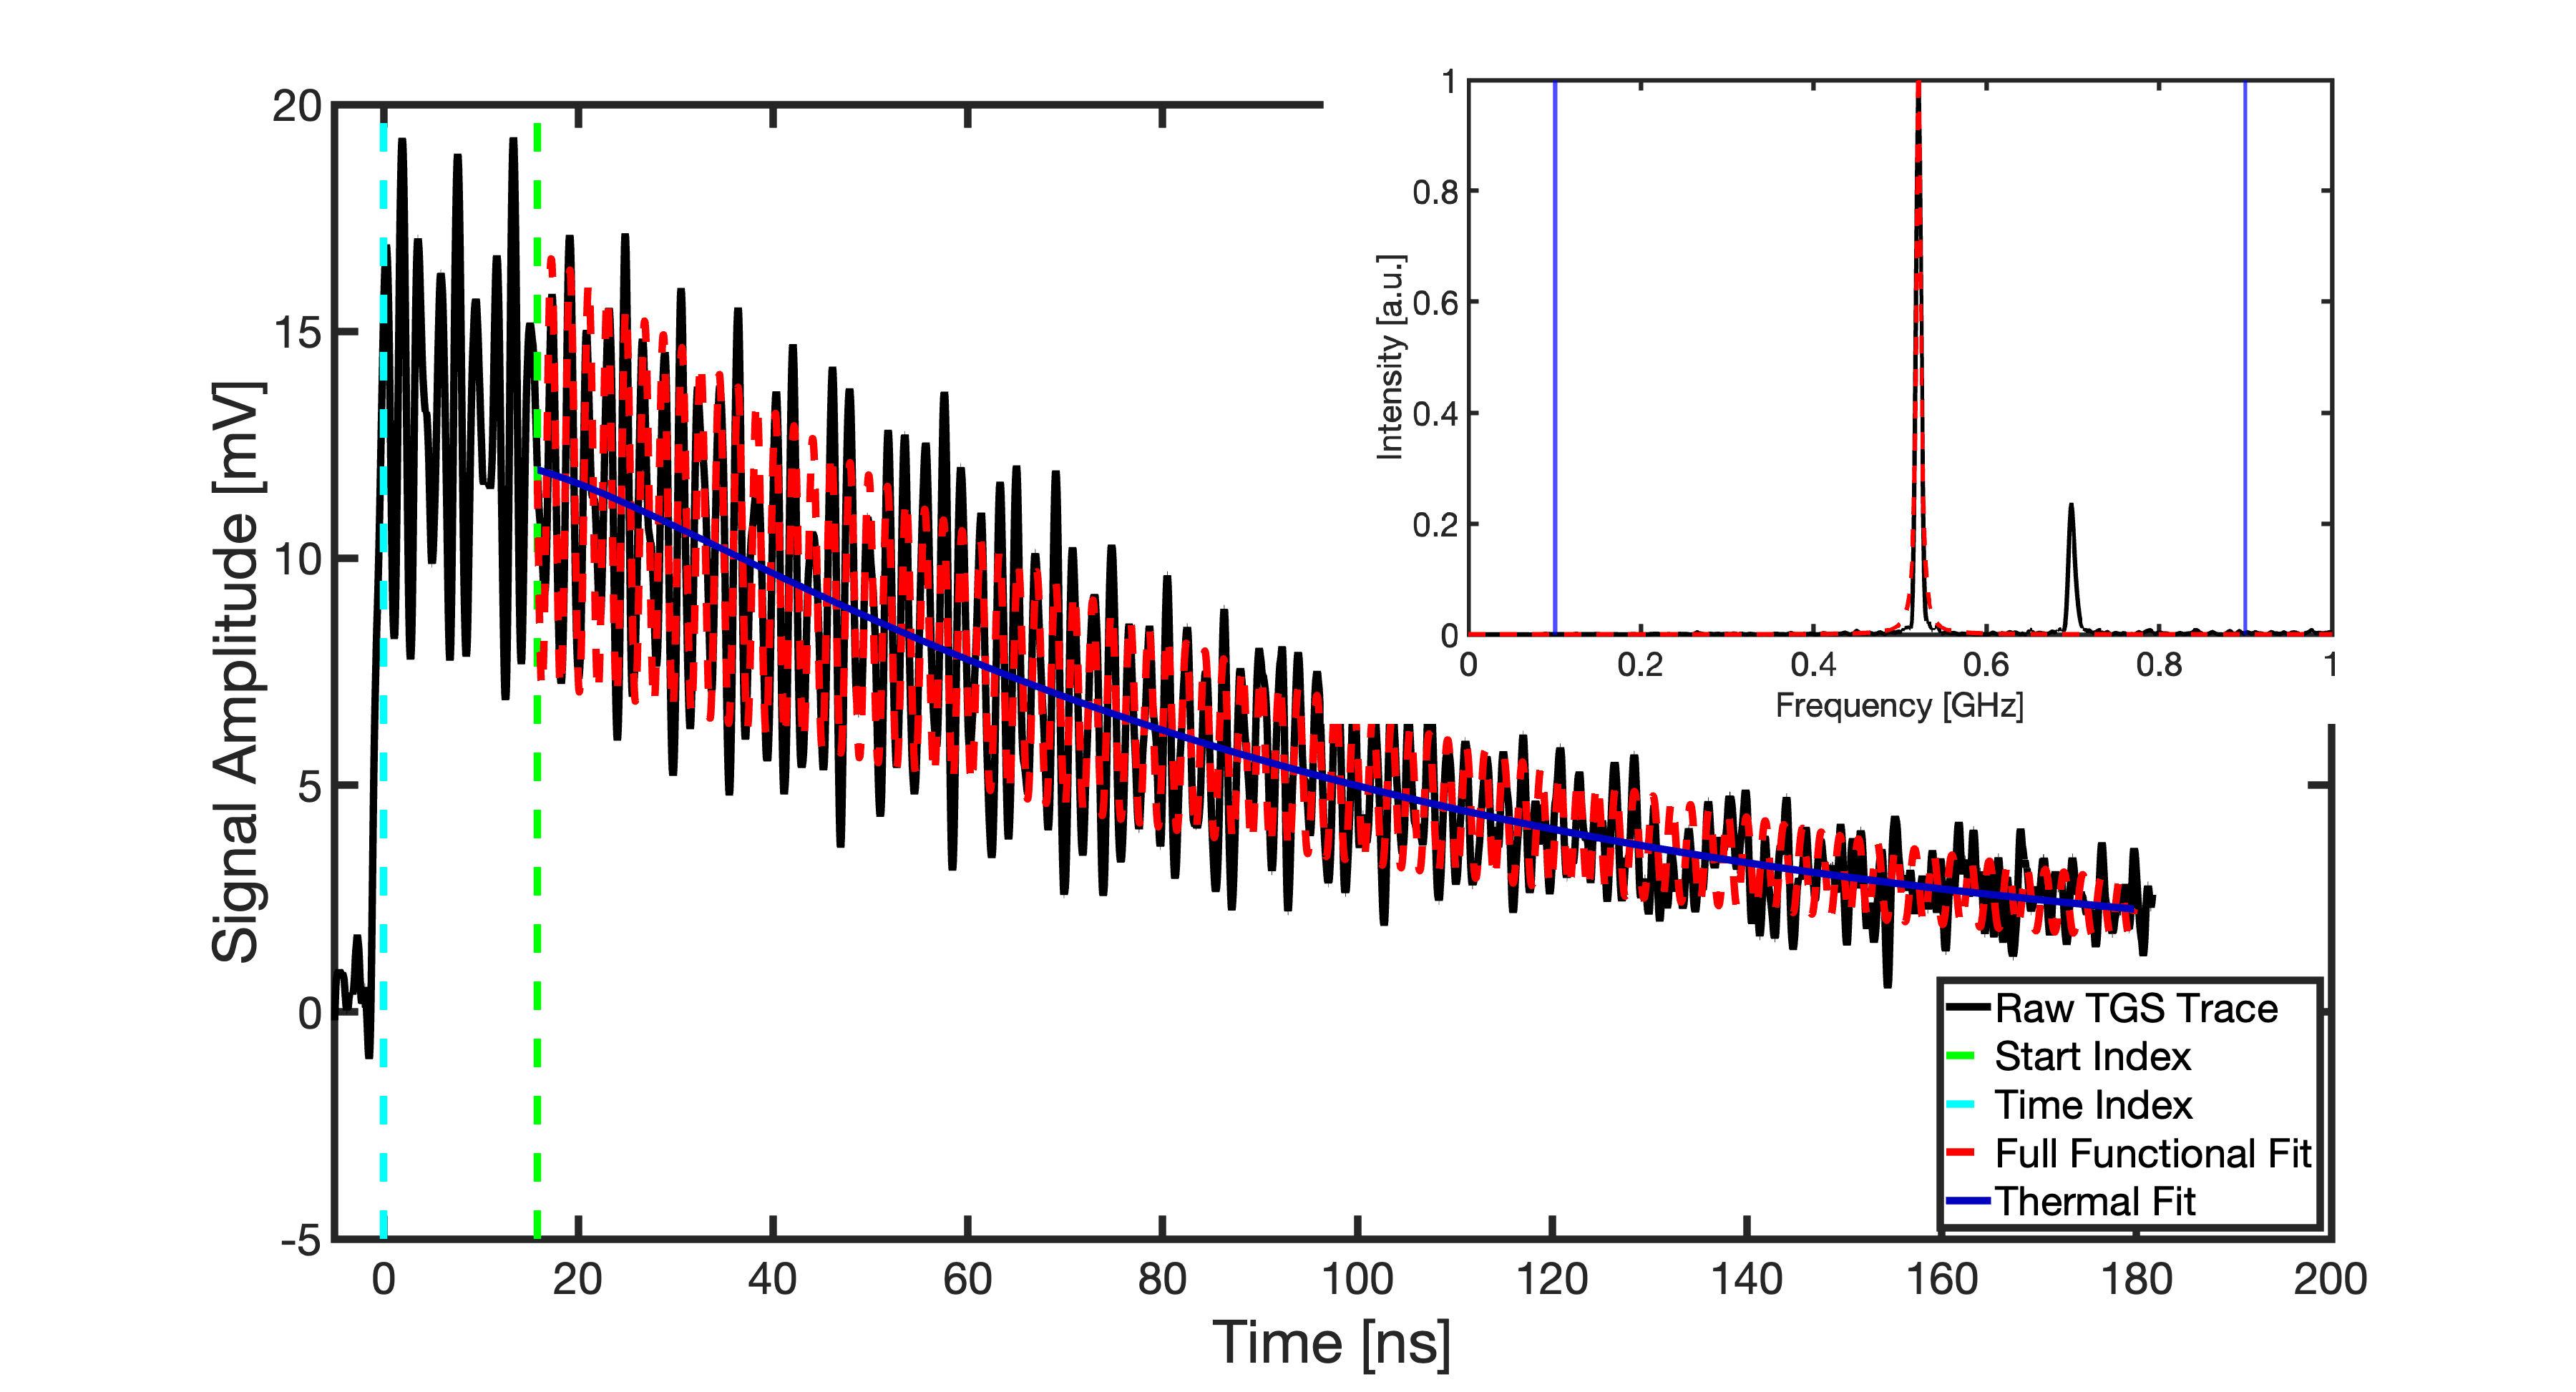 Signal Amplitude [mV]
20
15
10
5
0
-5
0 20 40 60 80 100 120 140 160 180 200
Time [ns]
Intensity [a.u.]
1
0.8
0.6
0.4
0.2
0
0 0.2 0.4 0.6 0.8 1
Frequency [GHz]
Raw TGS Trace
Start Index
Time Index
Full Functional Fit
Thermal Fit